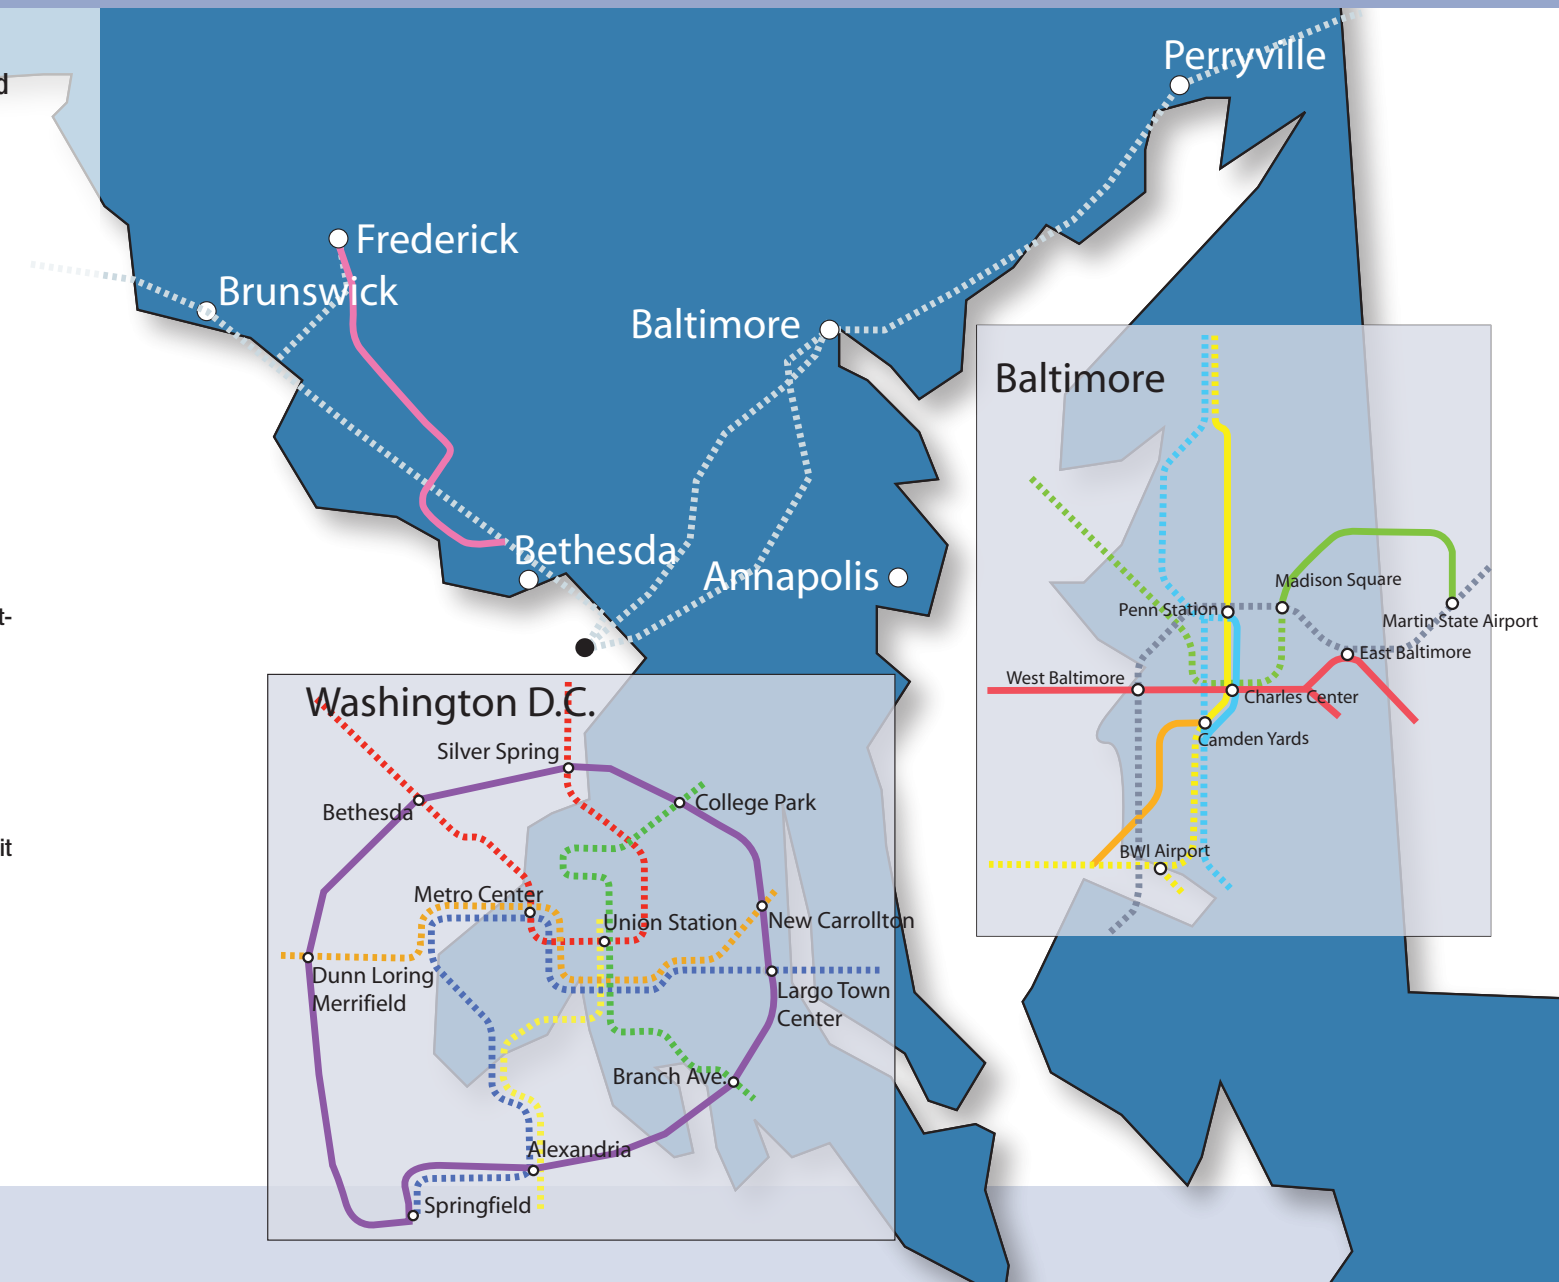 d
t-
it
Perryville
Frederick
Brunswick
Baltimore
Bethesda
Annapolis
Washington D.C.
Silver Spring
Bethesda
College Park
Metro Center
Union Station
New Carrollton
Dunn Loring
Merrifield
Largo Town
Center
Branch Ave.
Alexandria
Springfield
Baltimore
Madison Square
Penn Station
Martin State Airport
East Baltimore
West Baltimore
Charles Center
Camden Yards
BWI Airport